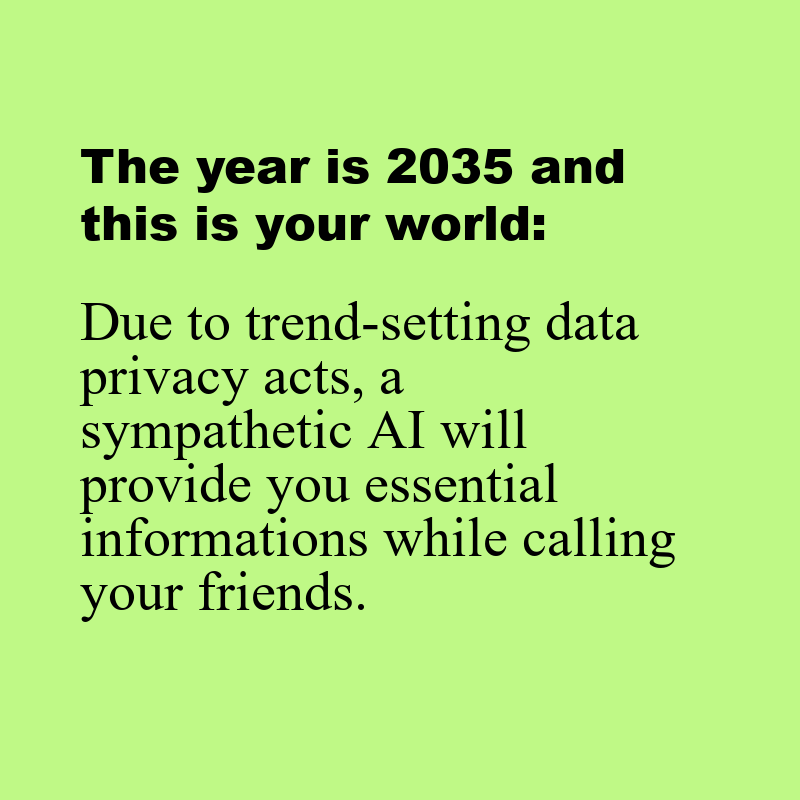 The year is 2035 and
this is your world:
Due to trend-setting data
privacy acts, a
sympathetic AI will
provide you essential
informations while calling
your friends.